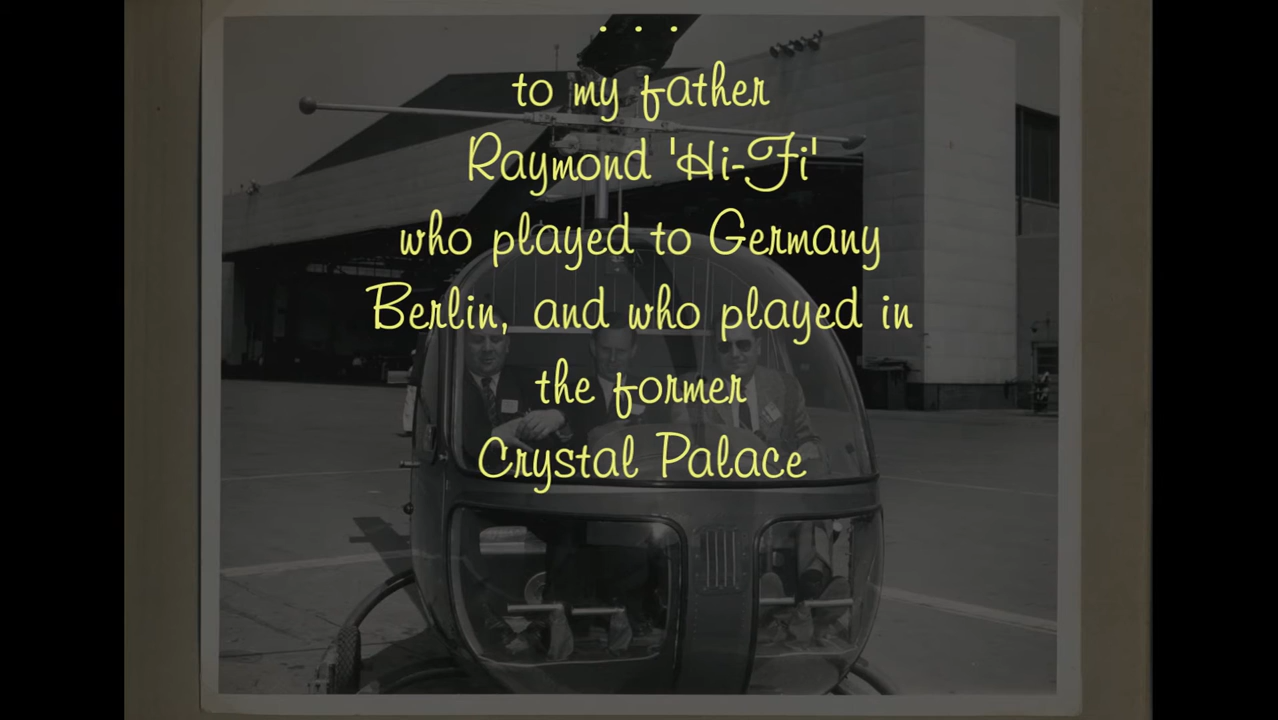 . . .
to my father
Raymond 'Hi-Fi'
who played to Germany
Berlin, and who played in
the former
Crystal Palace